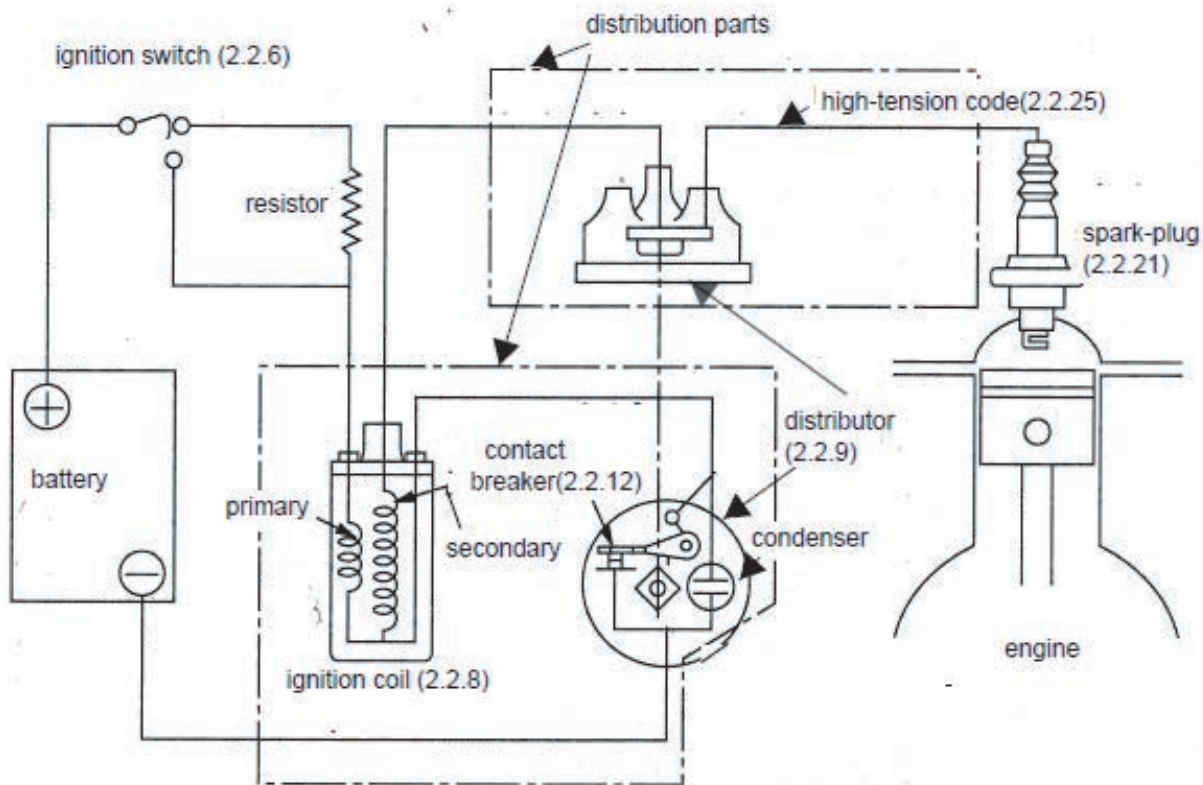 distribution parts
ignition switch (2.2.6)
high-tension code(2.2.25)
resistor
spark-plug
(2.2.21)
distributor
(2.2.9)
contact
breaker(2.2.12)
battery
primary
secondary
condenser
engine
ignition coil (2.2.8)